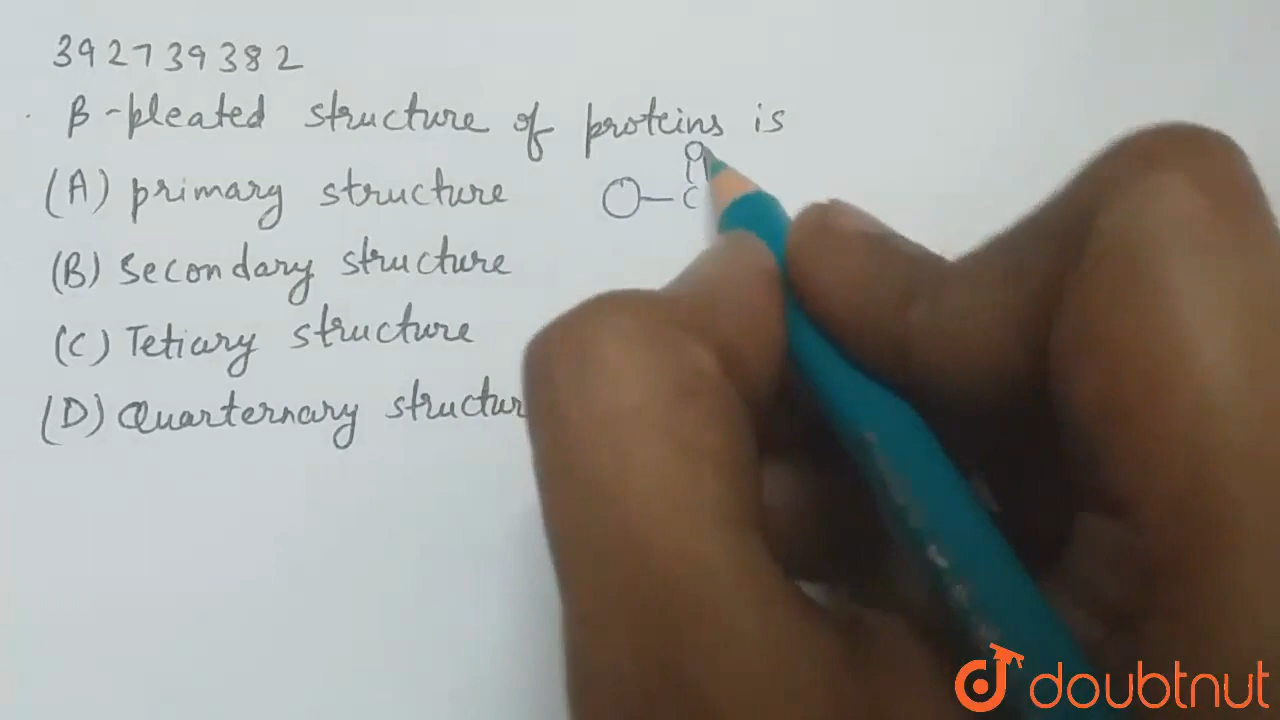 392739382
β-pleated structure of proteins is
(A) primary structure
O-C
O
(B) Secondary structure
(C) Tetiary structure
(D) Quarternary structur
doubtnut